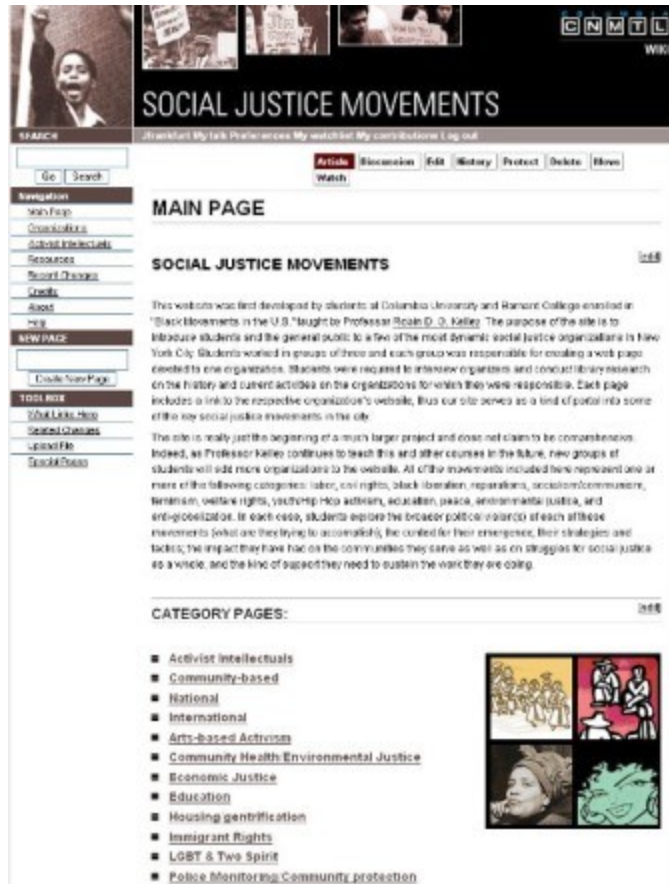 COLUMBIA
CNMTL
WIKI
SOCIAL JUSTICE MOVEMENTS
SEARCH
Jfrankfurt My talk Preferences My watchlist My contributions Log out
Go Search
Article Discussion Edit History Protect Delete Move
Watch
Navigation
Main Page
Organizations
Activist Intellectuals
Resources
Recent Changes
Credits
About
Help
NEW PAGE
Create New Page
TOOLBOX
What Links Here
Related Changes
Upload File
Special Pages
MAIN PAGE
SOCIAL JUSTICE MOVEMENTS
[edit]
This website was first developed by students at Columbia University and Barnard College enrolled in
"Black Movements in the U.S." taught by Professor Robin D. G. Kelley. The purpose of the site is to
introduce students and the general public to a few of the most dynamic social justice organizations in New
York City. Students worked in groups of three and each group was responsible for creating a web page
devoted to one organization. Students were required to interview organizers and conduct library research
on the history and current activities on the organizations for which they were responsible. Each page
includes a link to the respective organization's website, thus our site serves as a kind of portal into some
of the key social justice movements in the city.
The site is really just the beginning of a much larger project and does not claim to be comprehensive.
Indeed, as Professor Kelley continues to teach this and other courses in the future, new groups of
students will add more organizations to the website. All of the movements included here represent one or
more of the following categories: labor, civil rights, black liberation, reparations, socialism/communism,
feminism, welfare rights, youth/Hip Hop activism, education, peace, environmental justice, and
anti-globalization. In each case, students explore the broader political vision(s) of each of these
movements (what are they trying to accomplish); the context for their emergence; their strategies and
tactics; the impact they have had on the communities they serve as well as on struggles for social justice
as a whole, and the kind of support they need to sustain the work they are doing.
CATEGORY PAGES:
[edit]
Activist Intellectuals
Community-based
National
International
Arts-based Activism
Community Health/Environmental Justice
Economic Justice
Education
Housing gentrification
Immigrant Rights
LGBT & Two Spirit
Police Monitoring Community protection